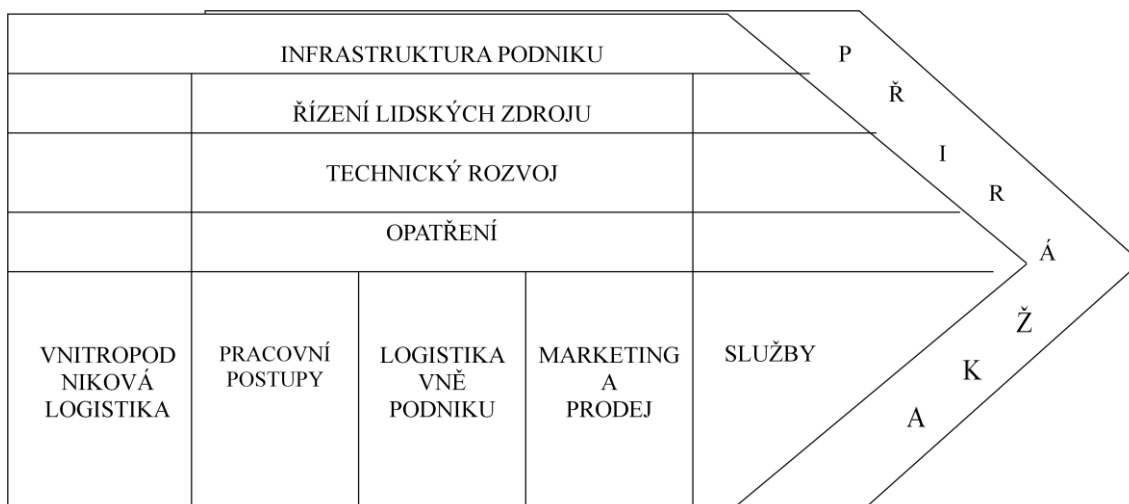 INFRASTRUKTURA PODNIKU
ŘÍZENÍ LIDSKÝCH ZDROJU
TECHNICKÝ ROZVOJ
OPATŘENÍ
VNITROPOD
NIKOVÁ
LOGISTIKA
PRACOVNÍ
POSTUPY
LOGISTIKA
VNĚ
PODNIKU
MARKETING
A
PRODEJ
SLUŽBY
P
Ř
I
R
Á
Ž
K
A